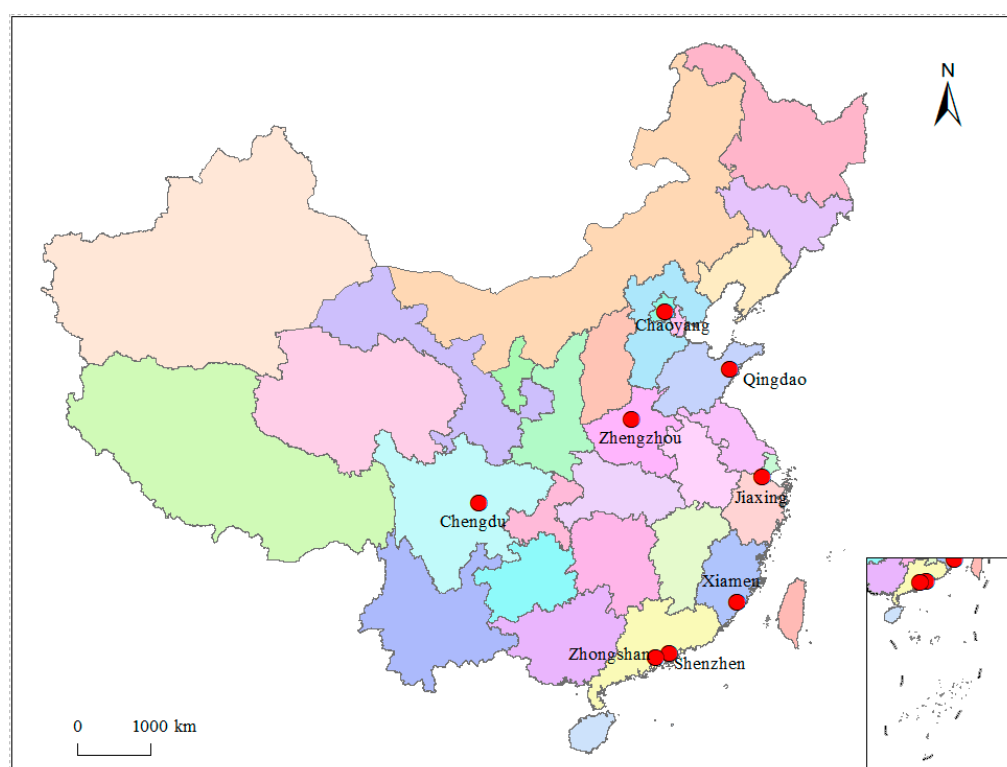 N
Chaoyang
Qingdao
Zhengzhou
Jiaxing
Chengdu
Xiamen
Zhongshan
Shenzhen
0 1000 km